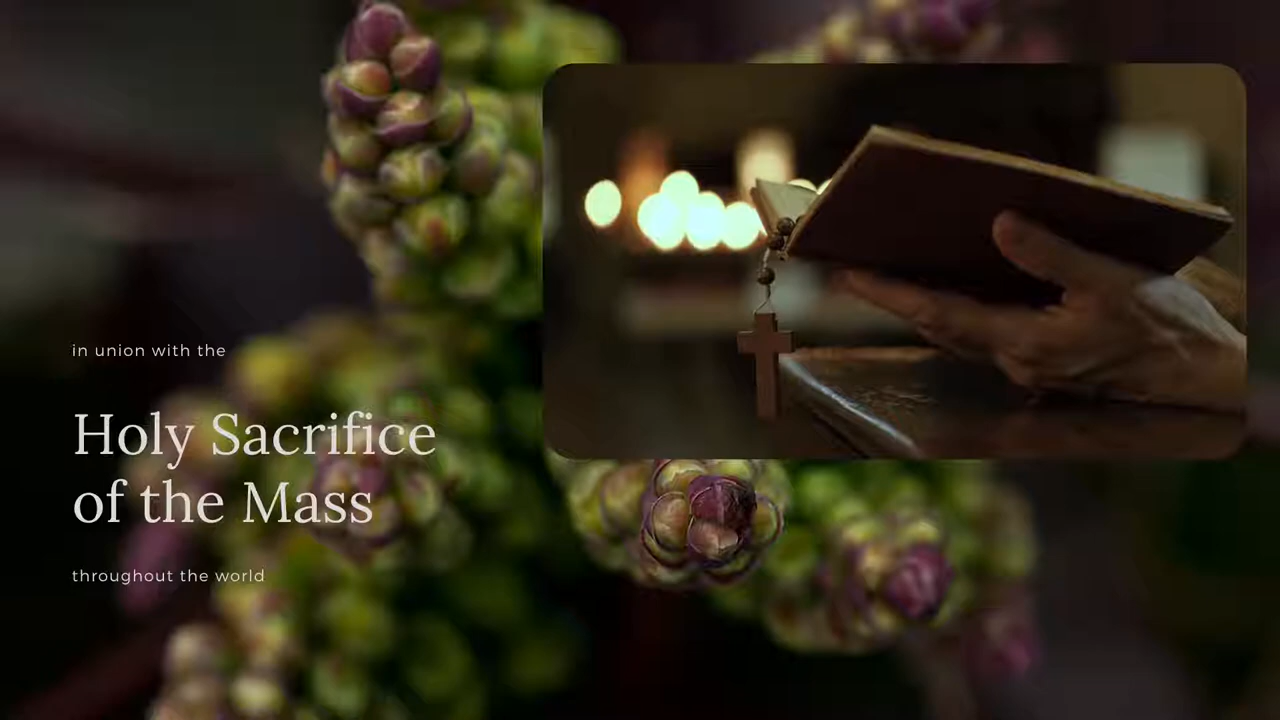 in union with the
Holy Sacrifice
of the Mass
throughout the world